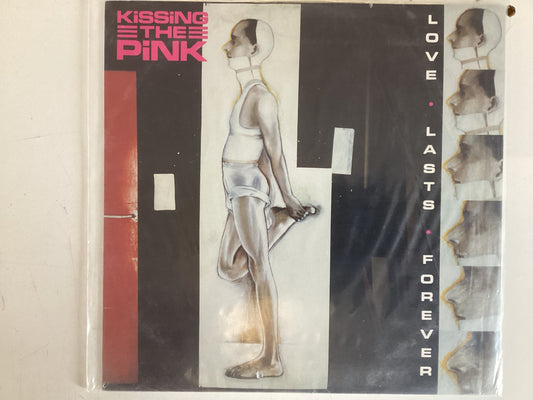 KiSSiNG
THE
PiNK
LOVE • LASTS • FOREVER